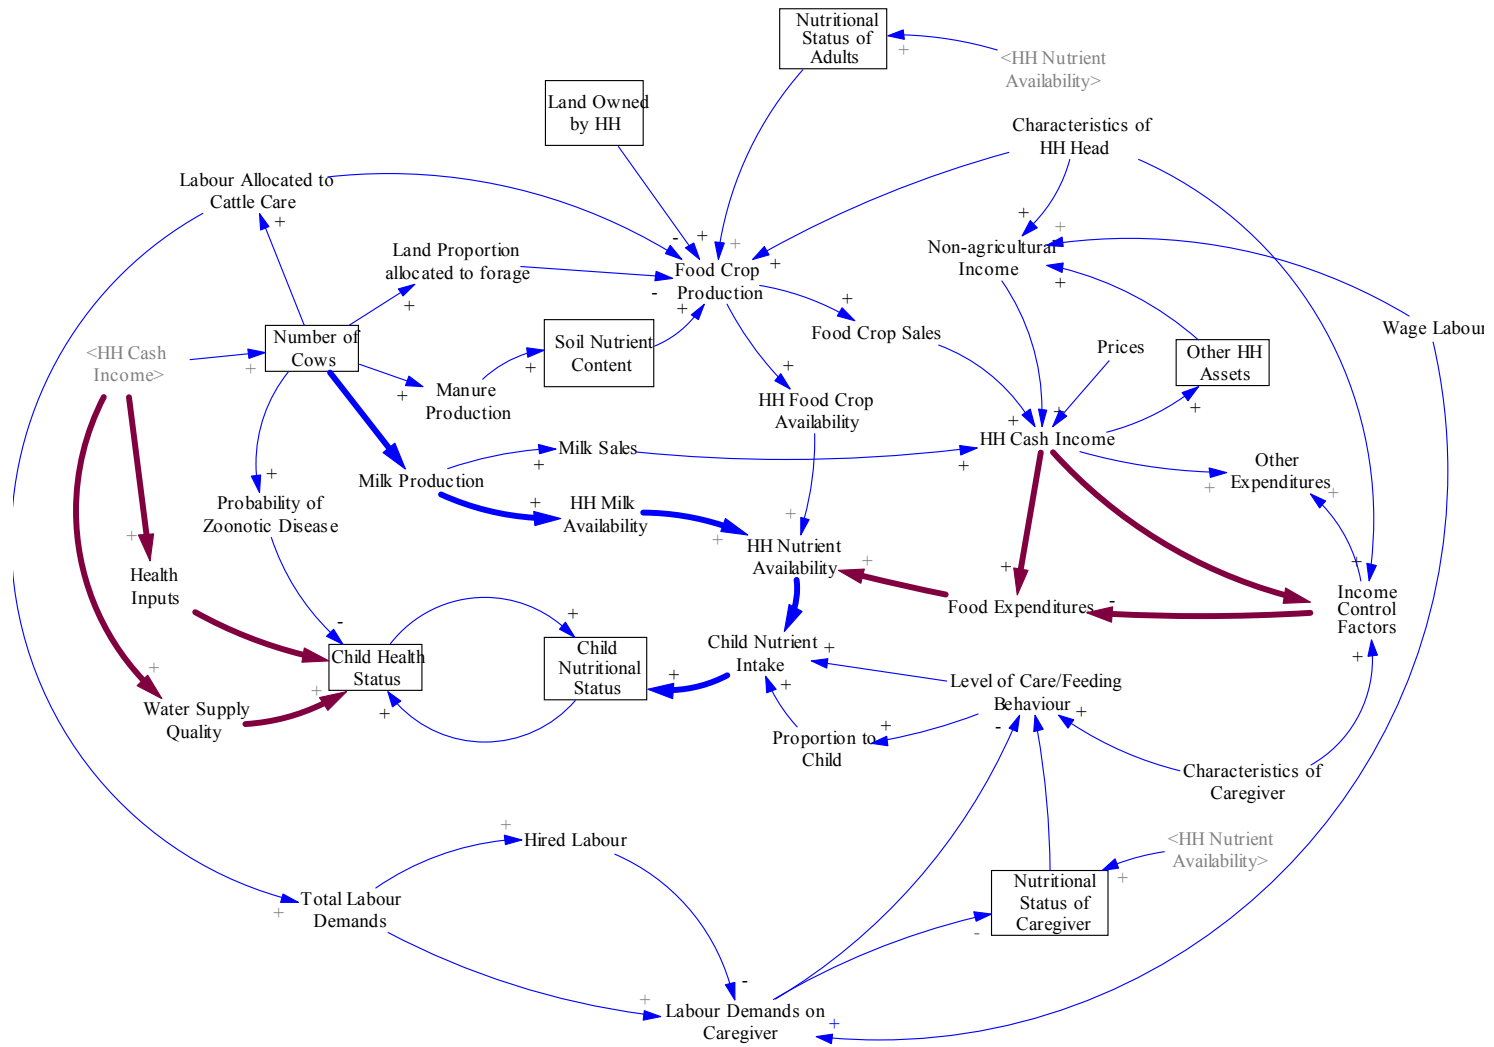 Nutritional
Status of
Adults
<HH Nutrient
Availability>
+
Land Owned
by HH
Characteristics of
HH Head
Labour Allocated to
Cattle Care
+
Land Proportion
allocated to forage
+
-
+
+
+
-
+
Food Crop
Production
+
+
Non-agricultural
Income
+
Number of
Cows
<HH Cash
Income>
+
Soil Nutrient
Content
+
Manure
Production
+
+
Food Crop Sales
Prices
Wage Labour
Other HH
Assets
+
+
HH Food Crop
Availability
+
+
HH Cash Income
Milk Sales
+
+
Milk Production
Other
Expenditures
+
+
+
Probability of
Zoonotic Disease
+
HH Milk
Availability
+
+
+
HH Nutrient
Availability
+
+
Health
Inputs
+
Food Expenditures
-
+
Income
Control
Factors
+
-
Child Health
Status
+
+
+
Child
Nutritional
Status
+
Child Nutrient
Intake
+
+
Level of Care/Feeding
Behaviour
+
-
+
Water Supply
Quality
+
Proportion to
Child
Characteristics of
Caregiver
+
Hired Labour
<HH Nutrient
Availability>
+
Total Labour
Demands
+
Nutritional
Status of
Caregiver
-
-
+
Labour Demands on
Caregiver
+